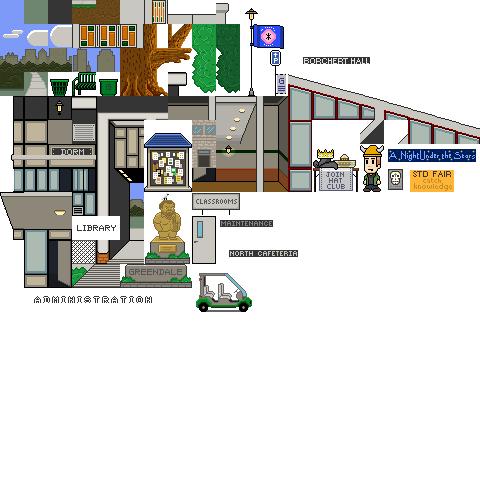 BORCHERT HALL
P
G
DORM
A Night Under the Stars
JOIN
HAT
CLUB
STD FAIR
catch
knowledge
CLASSROOMS
MAINTENANCE
LIBRARY
NORTH CAFETERIA
GREENDALE
ADMINISTRATION